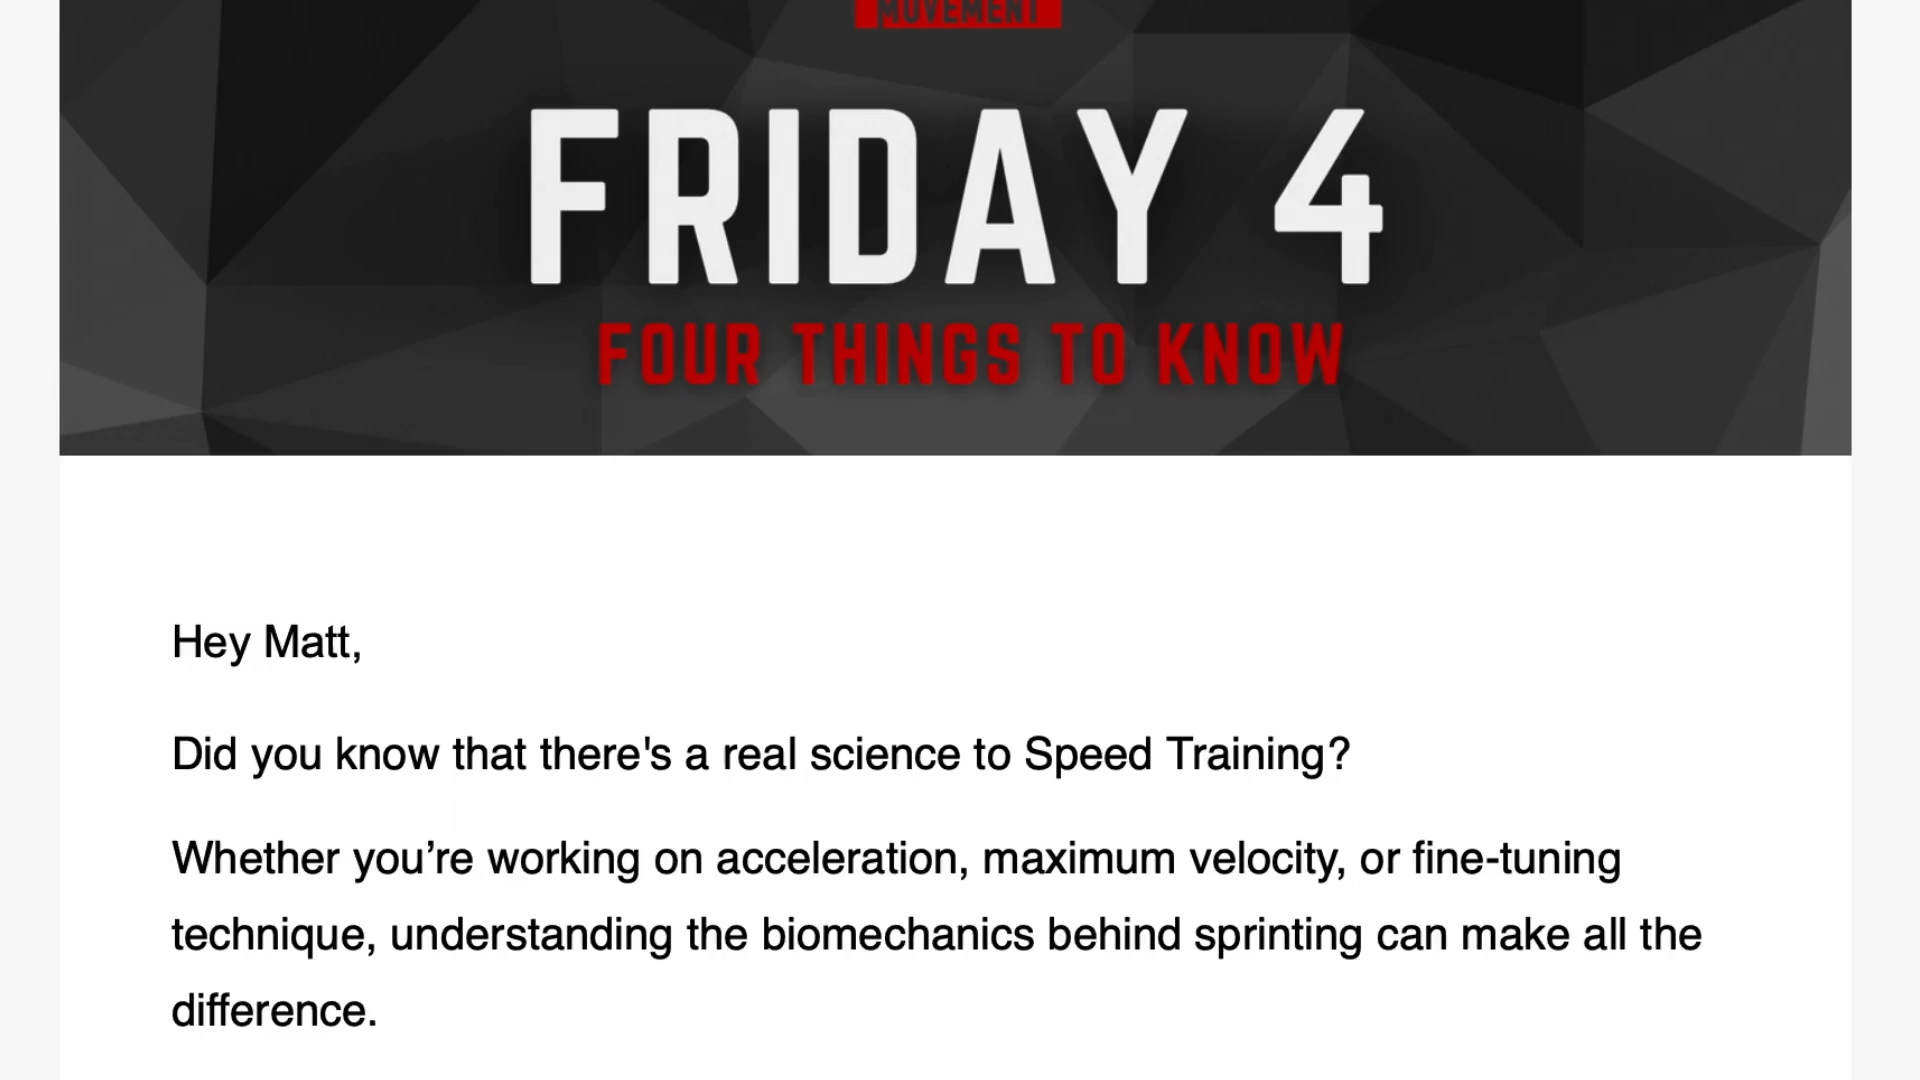 MOVEMENT
FRIDAY 4
FOUR THINGS TO KNOW
Hey Matt,
Did you know that there's a real science to Speed Training?
Whether you’re working on acceleration, maximum velocity, or fine-tuning
technique, understanding the biomechanics behind sprinting can make all the
difference.